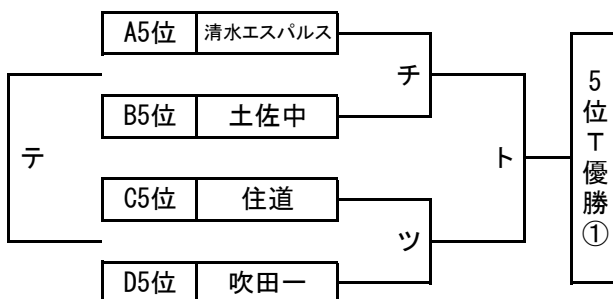 A5位 清水エスパルス
チ
B5位 土佐中
テ
ト
C5位 住道
ツ
D5位 吹田一
5位T優勝①